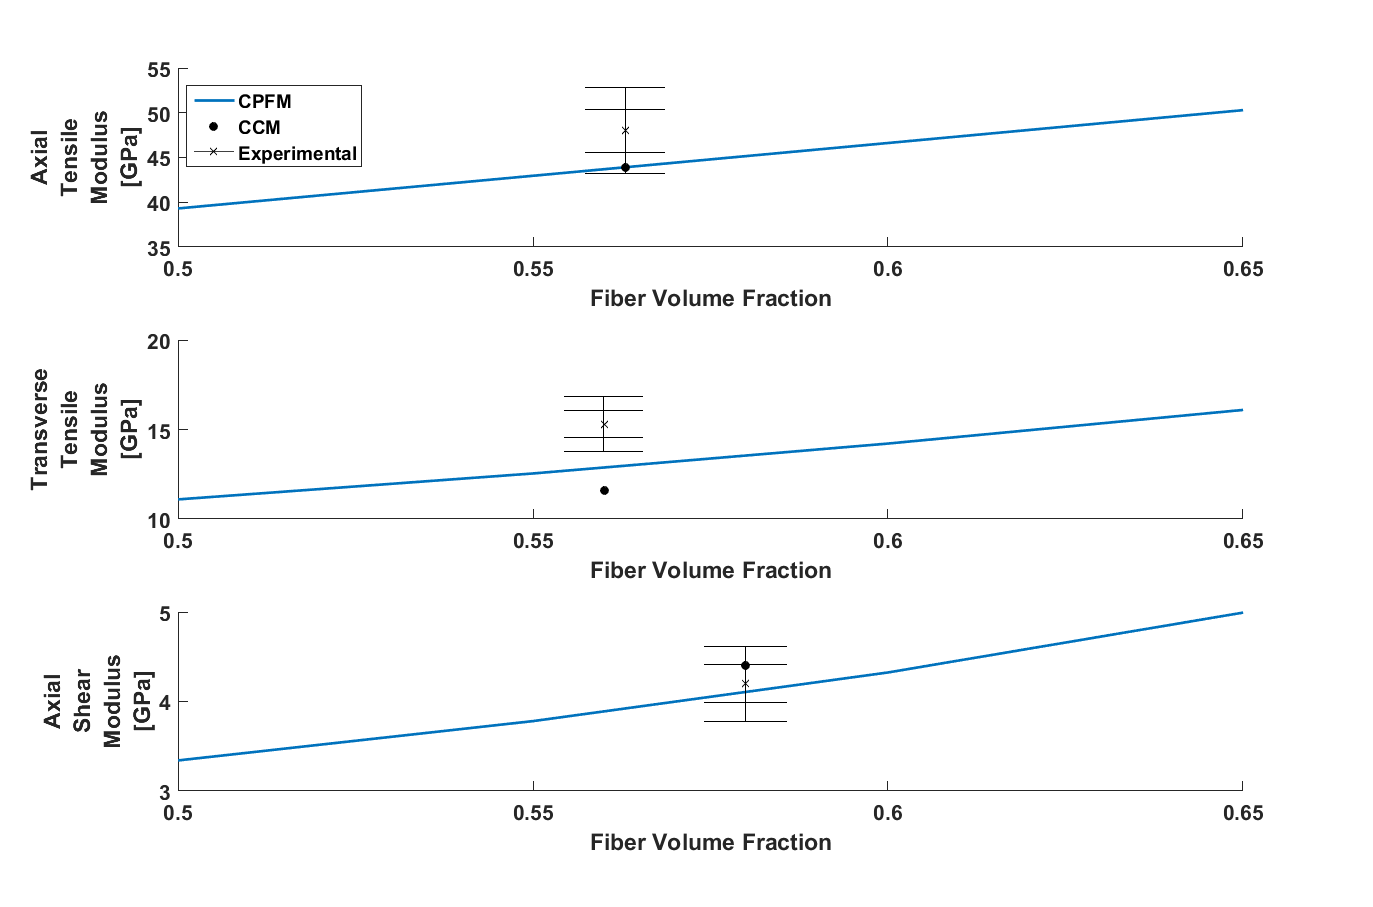 55
50
45
40
35
Axial
Tensile
Modulus
[GPa]
CPFM
CCM
Experimental
0.5
0.55
0.6
0.65
Fiber Volume Fraction
20
15
10
Transverse
Tensile
Modulus
[GPa]
0.5
0.55
0.6
0.65
Fiber Volume Fraction
5
4
3
Axial
Shear
Modulus
[GPa]
0.5
0.55
0.6
0.65
Fiber Volume Fraction